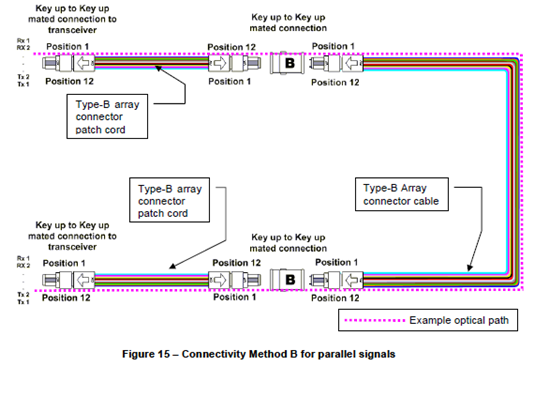 Key up to Key up
mated connection to
transceiver
Key up to Key up
mated connection
Rx 1
RX 2
.
.
Tx 2
Tx 1
Position 1
Position 12
Position 1
Position 12
Position 1
Position 12
B
Type-B array
connector
patch cord
Type-B array
connector
patch cord
Type-B Array
connector cable
Key up to Key up
mated connection to
transceiver
Key up to Key up
mated connection
Rx 1
RX 2
.
.
Tx 2
Tx 1
Position 1
Position 12
Position 1
Position 12
Position 1
Position 12
B
Example optical path
Figure 15 – Connectivity Method B for parallel signals